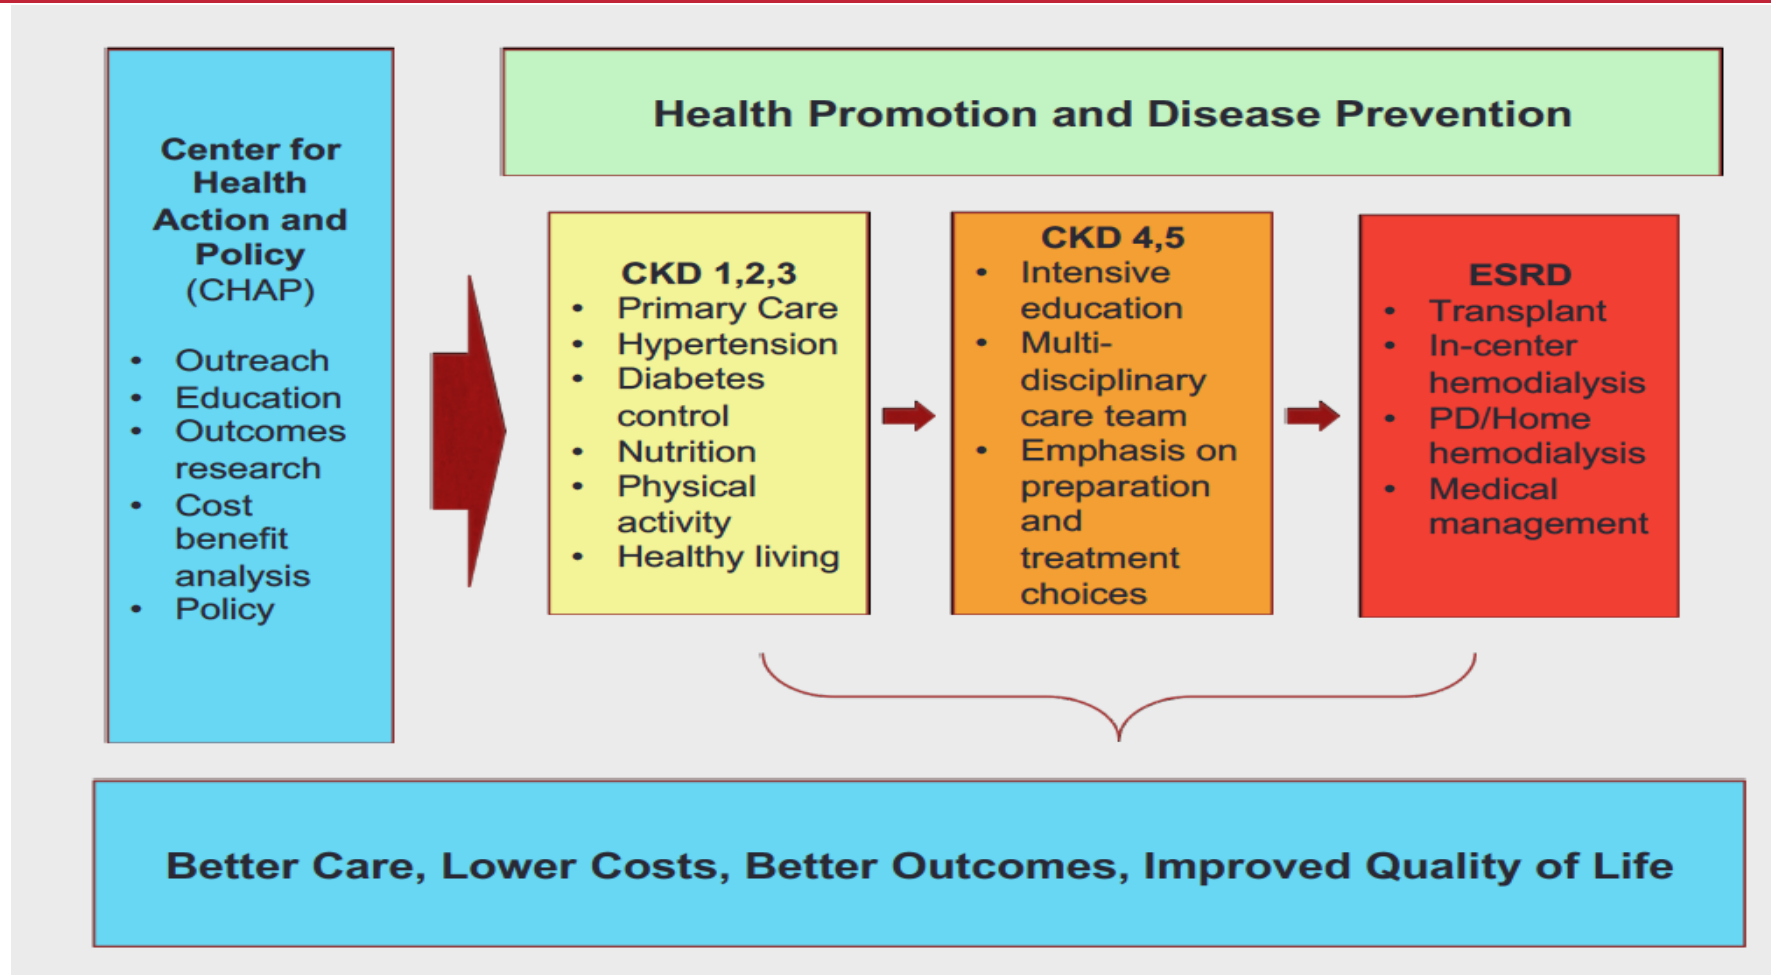 Center for
Health
Action and
Policy
(CHAP)
• Outreach
• Education
• Outcomes
research
• Cost
benefit
analysis
• Policy
Health Promotion and Disease Prevention
CKD 1,2,3
• Primary Care
• Hypertension
• Diabetes
control
• Nutrition
• Physical
activity
• Healthy living
CKD 4,5
• Intensive
education
• Multi-
disciplinary
care team
• Emphasis on
preparation
and
treatment
choices
ESRD
• Transplant
• In-center
hemodialysis
• PD/Home
hemodialysis
• Medical
management
Better Care, Lower Costs, Better Outcomes, Improved Quality of Life